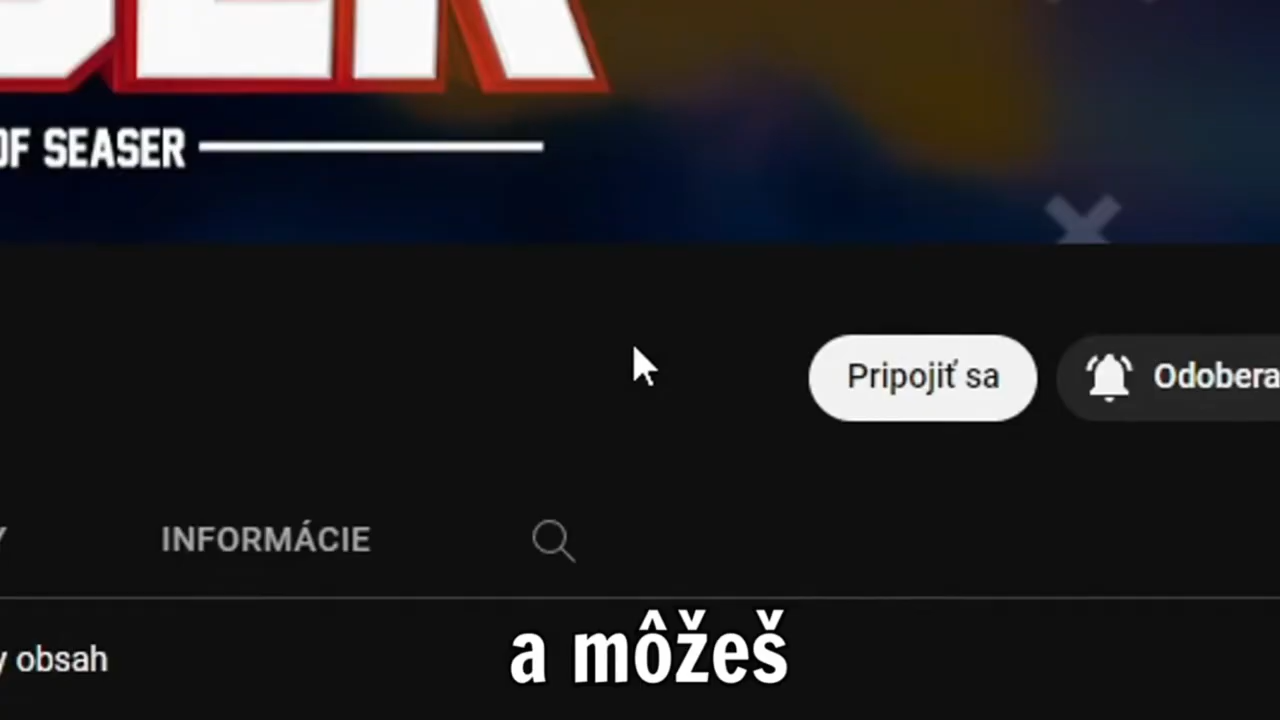 OF SEASER
Pripojiť sa
Odobera
INFORMÁCIE
y obsah
a môžeš